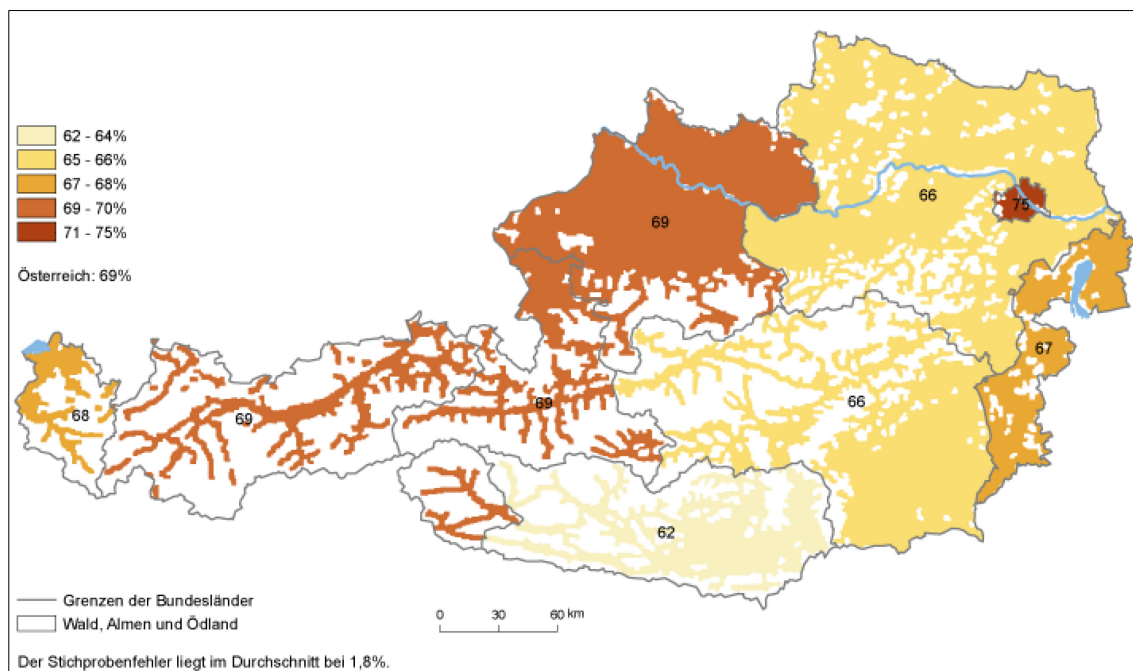 62 - 64%
65 - 66%
67 - 68%
69 - 70%
71 - 75%
Österreich: 69%
66
75
69
67
68
69
69
66
62
Grenzen der Bundesländer
Wald, Almen und Ödland
0 30 60 km
Der Stichprobenfehler liegt im Durchschnitt bei 1,8%.